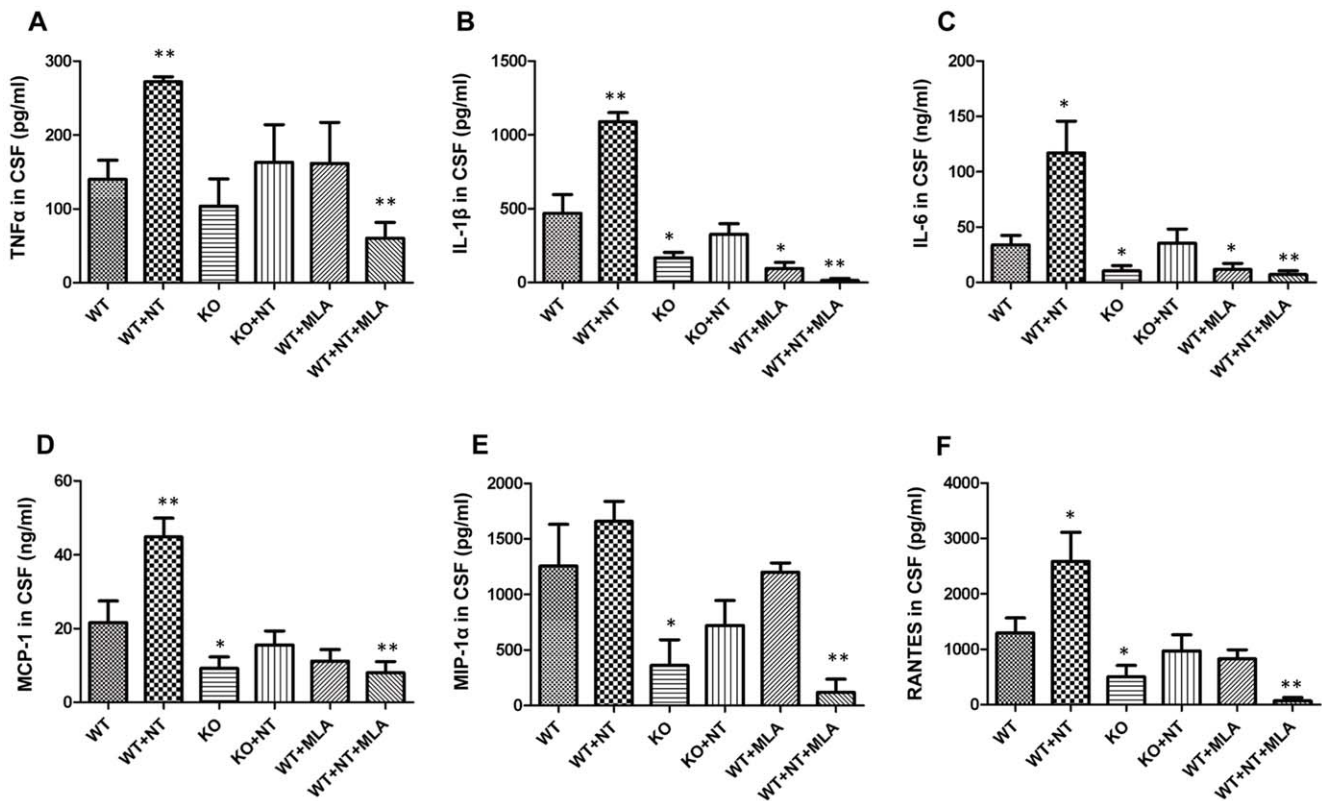 A
TNFα in CSF (pg/ml)
300
200
100
0
**
**
WT
WT+NT
KO
KO+NT
WT+MLA
WT+NT+MLA
B
IL-1β in CSF (pg/ml)
1500
1000
500
0
**
*
*
**
WT
WT+NT
KO
KO+NT
WT+MLA
WT+NT+MLA
C
IL-6 in CSF (ng/ml)
200
150
100
50
0
*
*
*
**
WT
WT+NT
KO
KO+NT
WT+MLA
WT+NT+MLA
D
MCP-1 in CSF (ng/ml)
60
40
20
0
**
*
**
WT
WT+NT
KO
KO+NT
WT+MLA
WT+NT+MLA
E
MIP-1α in CSF (pg/ml)
2000
1500
1000
500
0
*
**
WT
WT+NT
KO
KO+NT
WT+MLA
WT+NT+MLA
F
RANTES in CSF (pg/ml)
4000
3000
2000
1000
0
*
*
**
WT
WT+NT
KO
KO+NT
WT+MLA
WT+NT+MLA